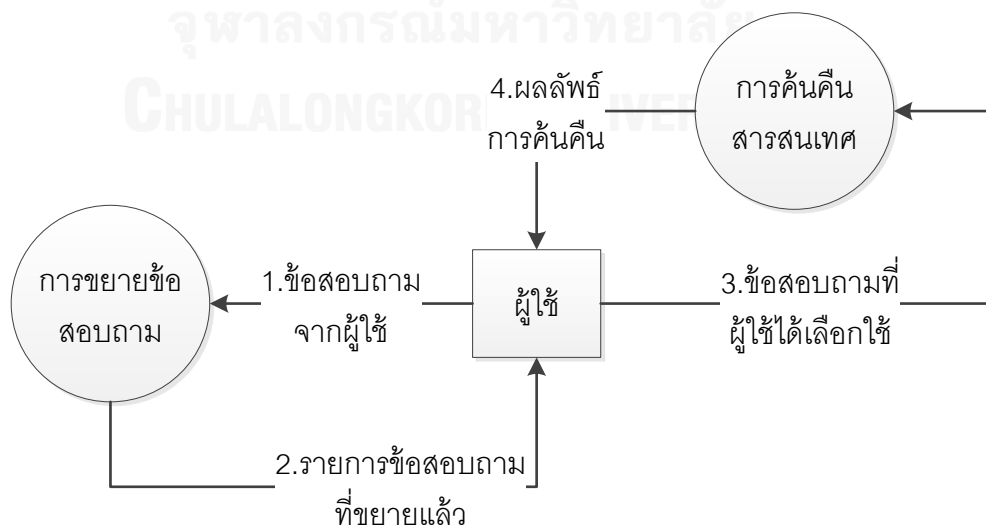 จุฬาลงกรณ์มหาวิทยาลัย
CHULALONGKOR IVE
4.ผลลัพธ์
การค้นคืน
การค้นคืน
สารสนเทศ
การขยายข้อ
สอบถาม
1.ข้อสอบถาม
จากผู้ใช้
ผู้ใช้
3.ข้อสอบถามที่
ผู้ใช้ได้เลือกใช้
2.รายการข้อสอบถาม
ที่ขยายแล้ว